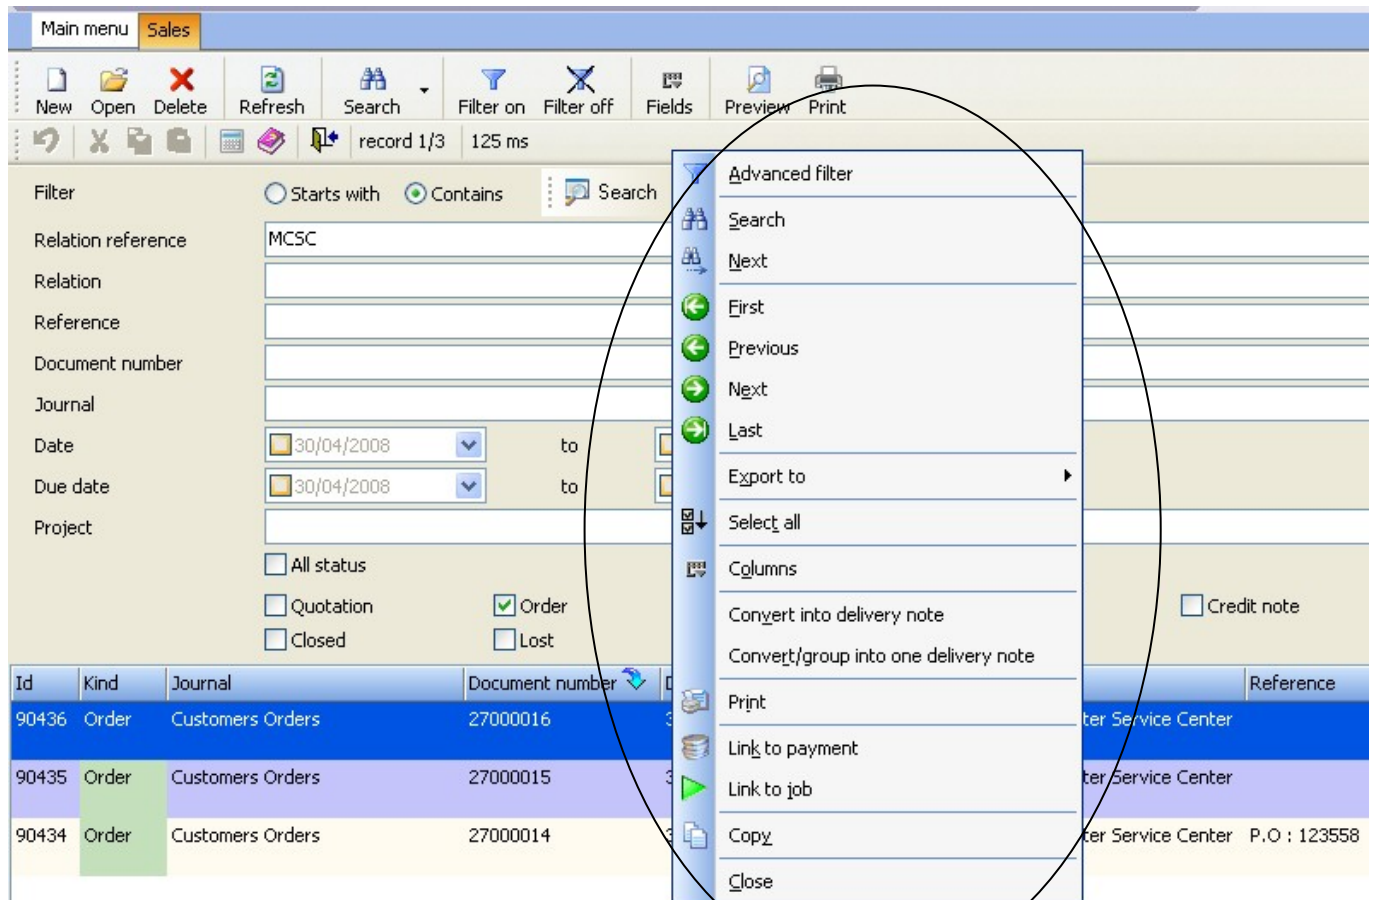 Main menu Sales
New Open Delete Refresh Search Filter on Filter off Fields Preview Print
record 1/3 125 ms
Filter Starts with Contains Search
Relation reference MCSC
Relation
Reference
Document number
Journal
Date 30/04/2008 to
Due date 30/04/2008 to
Project
All status
Quotation Order Credit note
Closed Lost
Advanced filter
Search
Next
First
Previous
Next
Last
Export to
Select all
Columns
Convert into delivery note
Convert/group into one delivery note
Print
Link to payment
Link to job
Copy
Close
Id Kind Journal Document number Reference
90436 Order Customers Orders 27000016 ter Service Center
90435 Order Customers Orders 27000015 ter Service Center
90434 Order Customers Orders 27000014 ter Service Center P.O : 123558